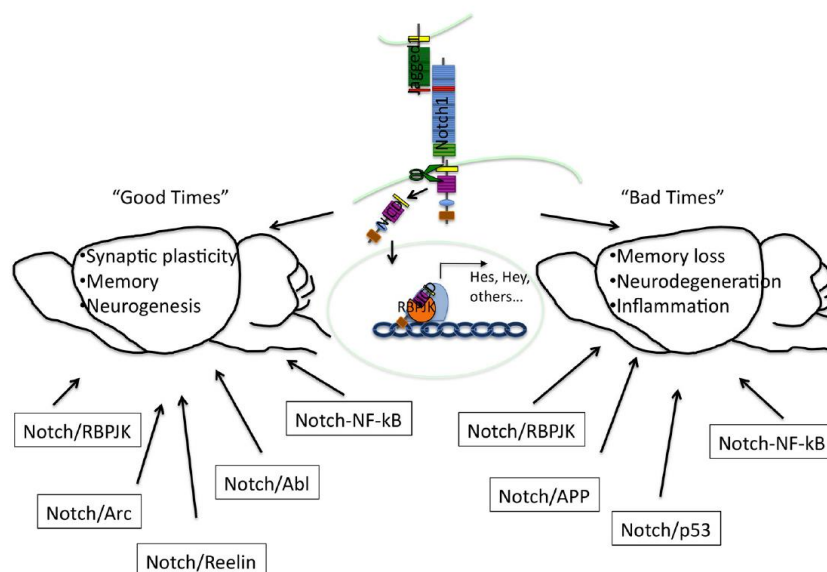 Jagged
Notch1
NICD
“Good Times”
“Bad Times”
•Synaptic plasticity
•Memory
•Neurogenesis
Hes, Hey,
others...
NICD
RBPJK
•Memory loss
•Neurodegeneration
•Inflammation
Notch/RBPJK
Notch-NF-kB
Notch/Arc
Notch/Abl
Notch/Reelin
Notch/RBPJK
Notch-NF-kB
Notch/APP
Notch/p53